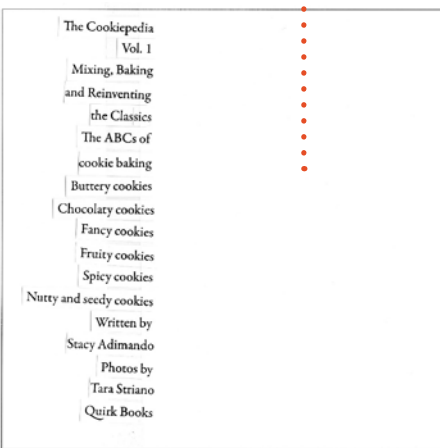 The Cookiepedia
Vol. 1
Mixing, Baking
and Reinventing
the Classics
The ABCs of
cookie baking
Buttery cookies
Chocolaty cookies
Fancy cookies
Fruity cookies
Spicy cookies
Nutty and seedy cookies
Written by
Stacy Adimando
Photos by
Tara Striano
Quirk Books